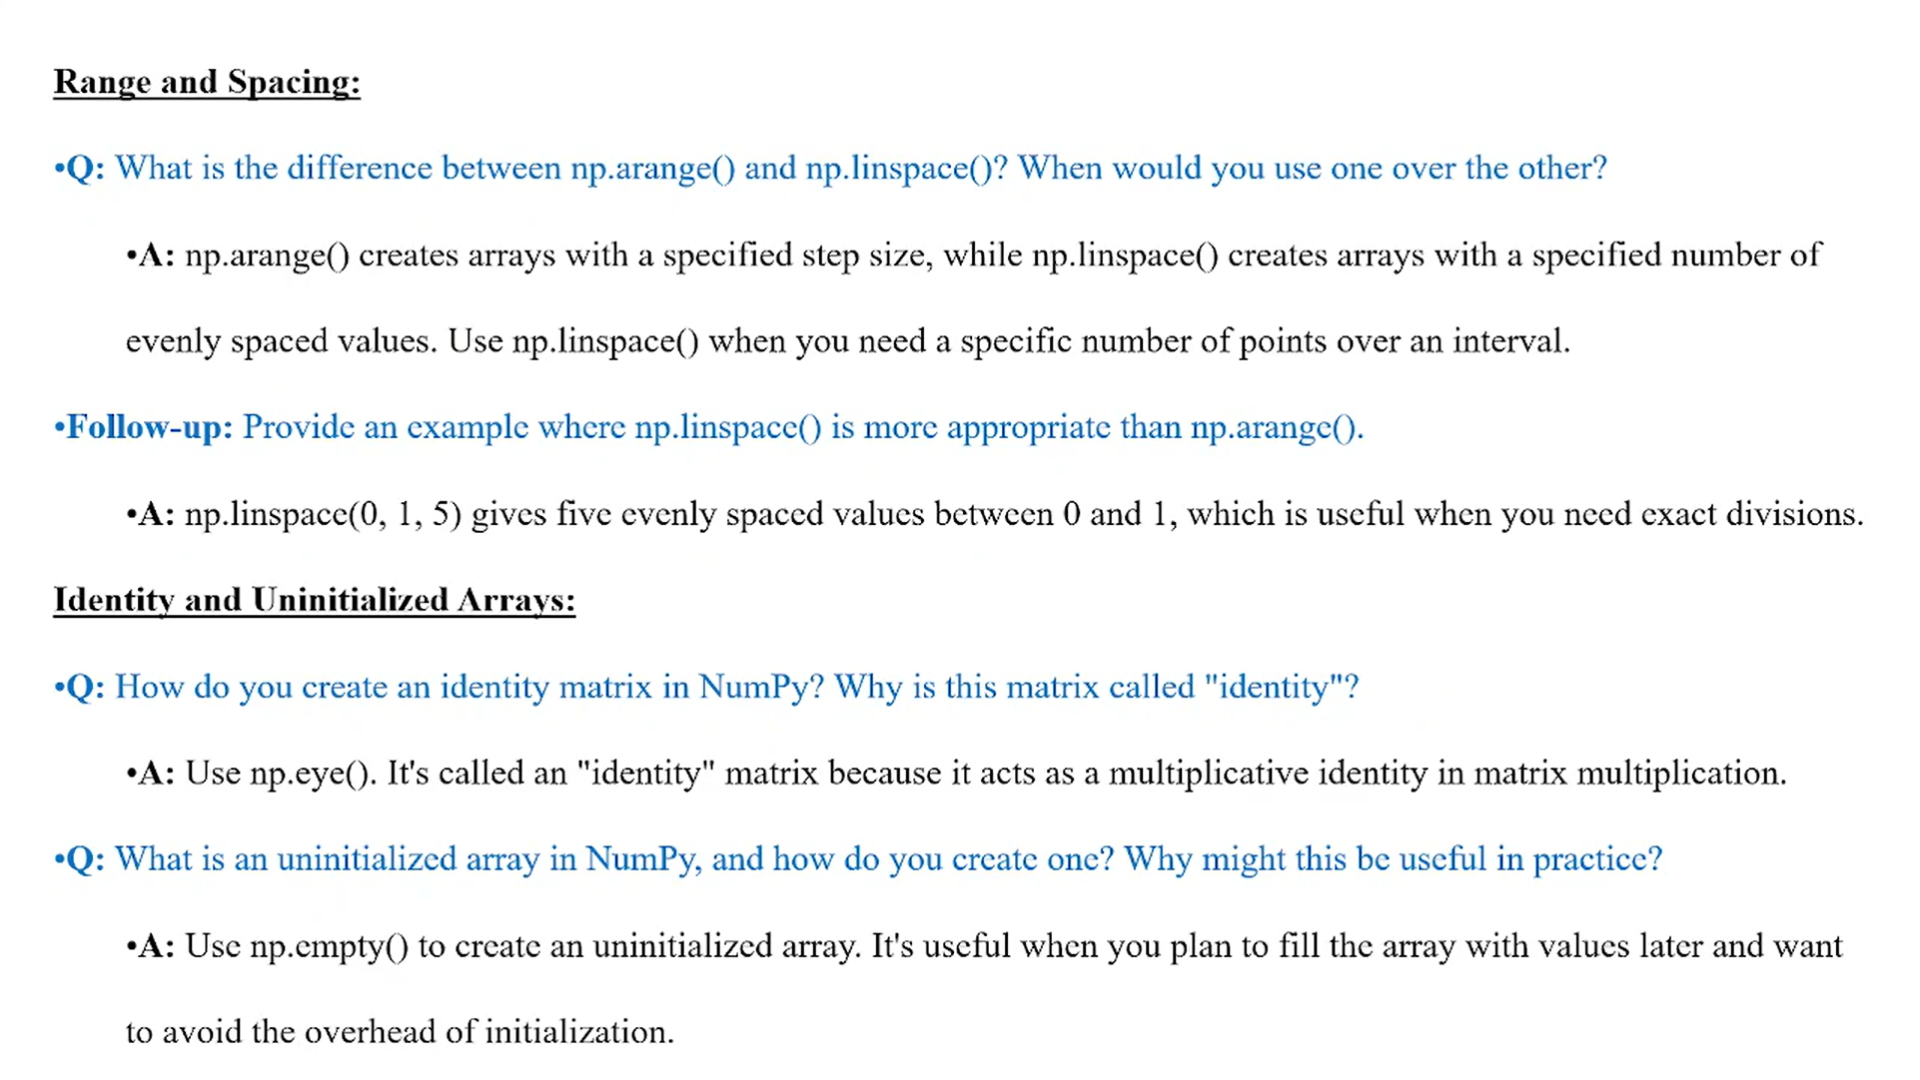 Range and Spacing:
•Q: What is the difference between np.arange() and np.linspace()? When would you use one over the other?
•A: np.arange() creates arrays with a specified step size, while np.linspace() creates arrays with a specified number of
evenly spaced values. Use np.linspace() when you need a specific number of points over an interval.
•Follow-up: Provide an example where np.linspace() is more appropriate than np.arange().
•A: np.linspace(0, 1, 5) gives five evenly spaced values between 0 and 1, which is useful when you need exact divisions.
Identity and Uninitialized Arrays:
•Q: How do you create an identity matrix in NumPy? Why is this matrix called "identity"?
•A: Use np.eye(). It's called an "identity" matrix because it acts as a multiplicative identity in matrix multiplication.
•Q: What is an uninitialized array in NumPy, and how do you create one? Why might this be useful in practice?
•A: Use np.empty() to create an uninitialized array. It's useful when you plan to fill the array with values later and want
to avoid the overhead of initialization.